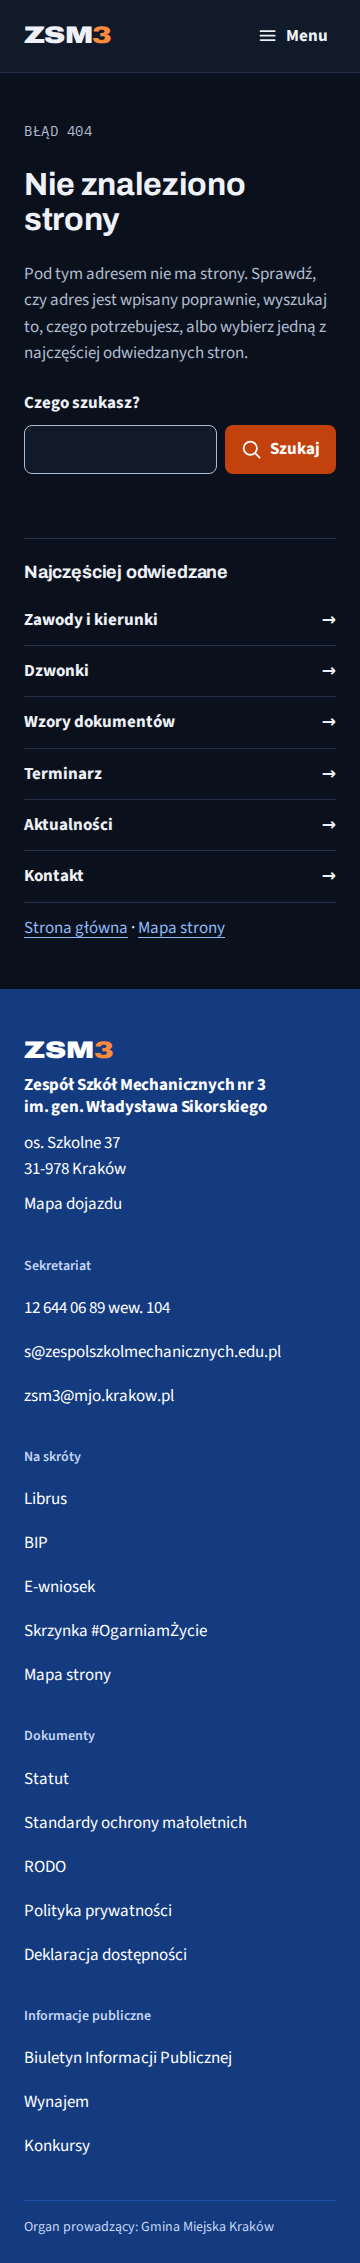 ZSM3
Menu
BŁĄD 404
Nie znaleziono
strony
Pod tym adresem nie ma strony. Sprawdź,
czy adres jest wpisany poprawnie, wyszukaj
to, czego potrzebujesz, albo wybierz jedną z
najczęściej odwiedzanych stron.
Czego szukasz?
Szukaj
Najczęściej odwiedzane
Zawody i kierunki →
Dzwonki →
Wzory dokumentów →
Terminarz →
Aktualności →
Kontakt →
Strona główna · Mapa strony
ZSM3
Zespół Szkół Mechanicznych nr 3
im. gen. Władysława Sikorskiego
os. Szkolne 37
31-978 Kraków
Mapa dojazdu
Sekretariat
12 644 06 89 wew. 104
s@zespolszkolmechanicznych.edu.pl
zsm3@mjo.krakow.pl
Na skróty
Librus
BIP
E-wniosek
Skrzynka #OgarniamŻycie
Mapa strony
Dokumenty
Statut
Standardy ochrony małoletnich
RODO
Polityka prywatności
Deklaracja dostępności
Informacje publiczne
Biuletyn Informacji Publicznej
Wynajem
Konkursy
Organ prowadzący: Gmina Miejska Kraków